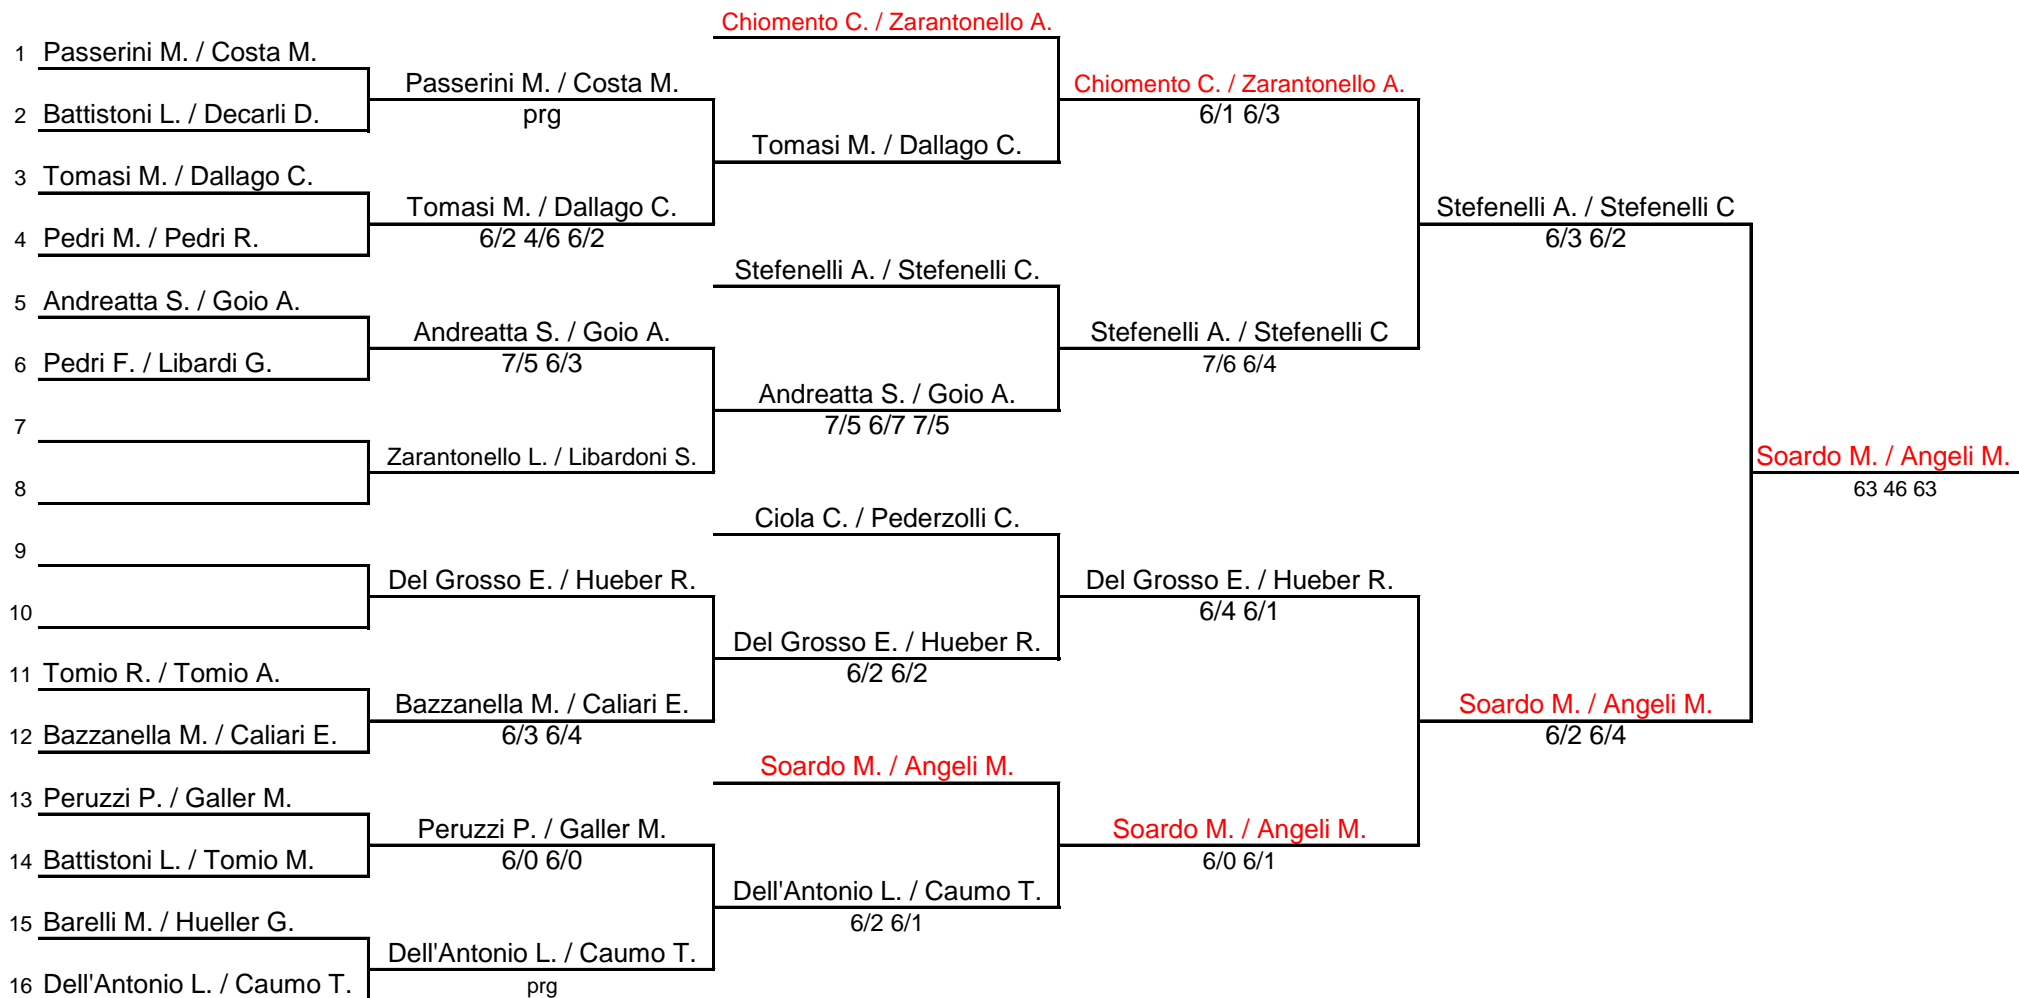 Chiomento C. / Zarantonello A.
1 Passerini M. / Costa M.
Passerini M. / Costa M.
Chiomento C. / Zarantonello A.
2 Battistoni L. / Decarli D.
prg
6/1 6/3
Tomasi M. / Dallago C.
3 Tomasi M. / Dallago C.
Tomasi M. / Dallago C.
Stefenelli A. / Stefenelli C
4 Pedri M. / Pedri R.
6/2 4/6 6/2
6/3 6/2
Stefenelli A. / Stefenelli C.
5 Andreatta S. / Goio A.
Andreatta S. / Goio A.
Stefenelli A. / Stefenelli C
6 Pedri F. / Libardi G.
7/5 6/3
7/6 6/4
Andreatta S. / Goio A.
7
7/5 6/7 7/5
Zarantonello L. / Libardoni S.
Soardo M. / Angeli M.
8
63 46 63
Ciola C. / Pederzolli C.
9
Del Grosso E. / Hueber R.
Del Grosso E. / Hueber R.
10
6/4 6/1
Del Grosso E. / Hueber R.
11 Tomio R. / Tomio A.
6/2 6/2
Bazzanella M. / Caliari E.
Soardo M. / Angeli M.
12 Bazzanella M. / Caliari E.
6/3 6/4
6/2 6/4
Soardo M. / Angeli M.
13 Peruzzi P. / Galler M.
Peruzzi P. / Galler M.
Soardo M. / Angeli M.
14 Battistoni L. / Tomio M.
6/0 6/0
6/0 6/1
Dell'Antonio L. / Caumo T.
15 Barelli M. / Hueller G.
6/2 6/1
Dell'Antonio L. / Caumo T.
16 Dell'Antonio L. / Caumo T.
prg